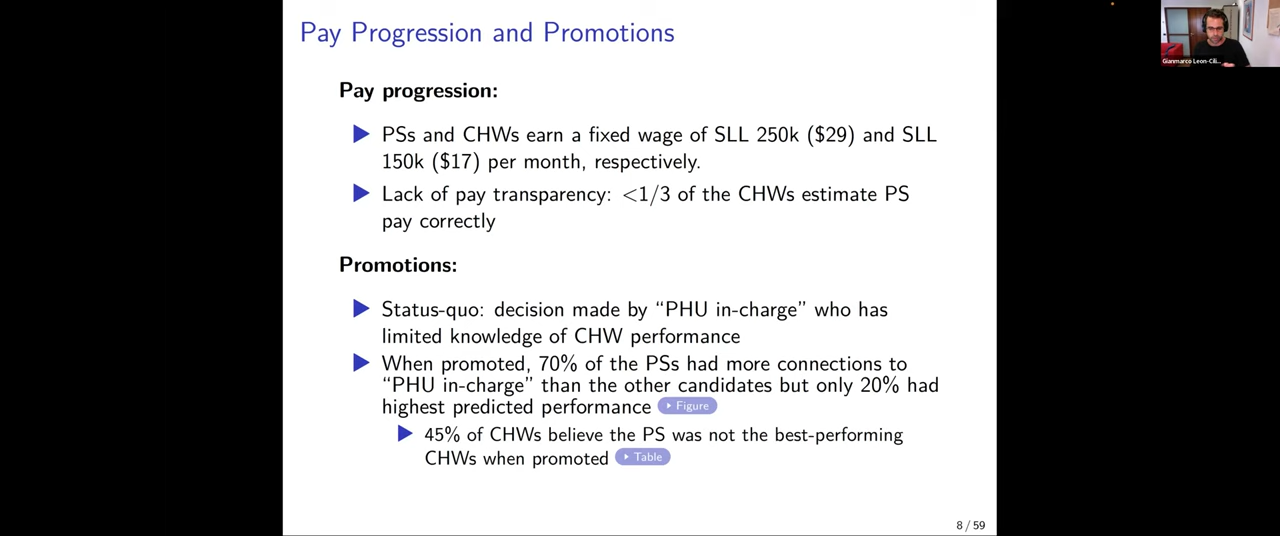 Pay Progression and Promotions
Pay progression:
PSs and CHWs earn a fixed wage of SLL 250k ($29) and SLL
150k ($17) per month, respectively.
Lack of pay transparency: <1/3 of the CHWs estimate PS
pay correctly
Promotions:
Status-quo: decision made by “PHU in-charge” who has
limited knowledge of CHW performance
When promoted, 70% of the PSs had more connections to
“PHU in-charge” than the other candidates but only 20% had
highest predicted performance Figure
45% of CHWs believe the PS was not the best-performing
CHWs when promoted Table
8 / 59
Gianmarco Leon-Cili...